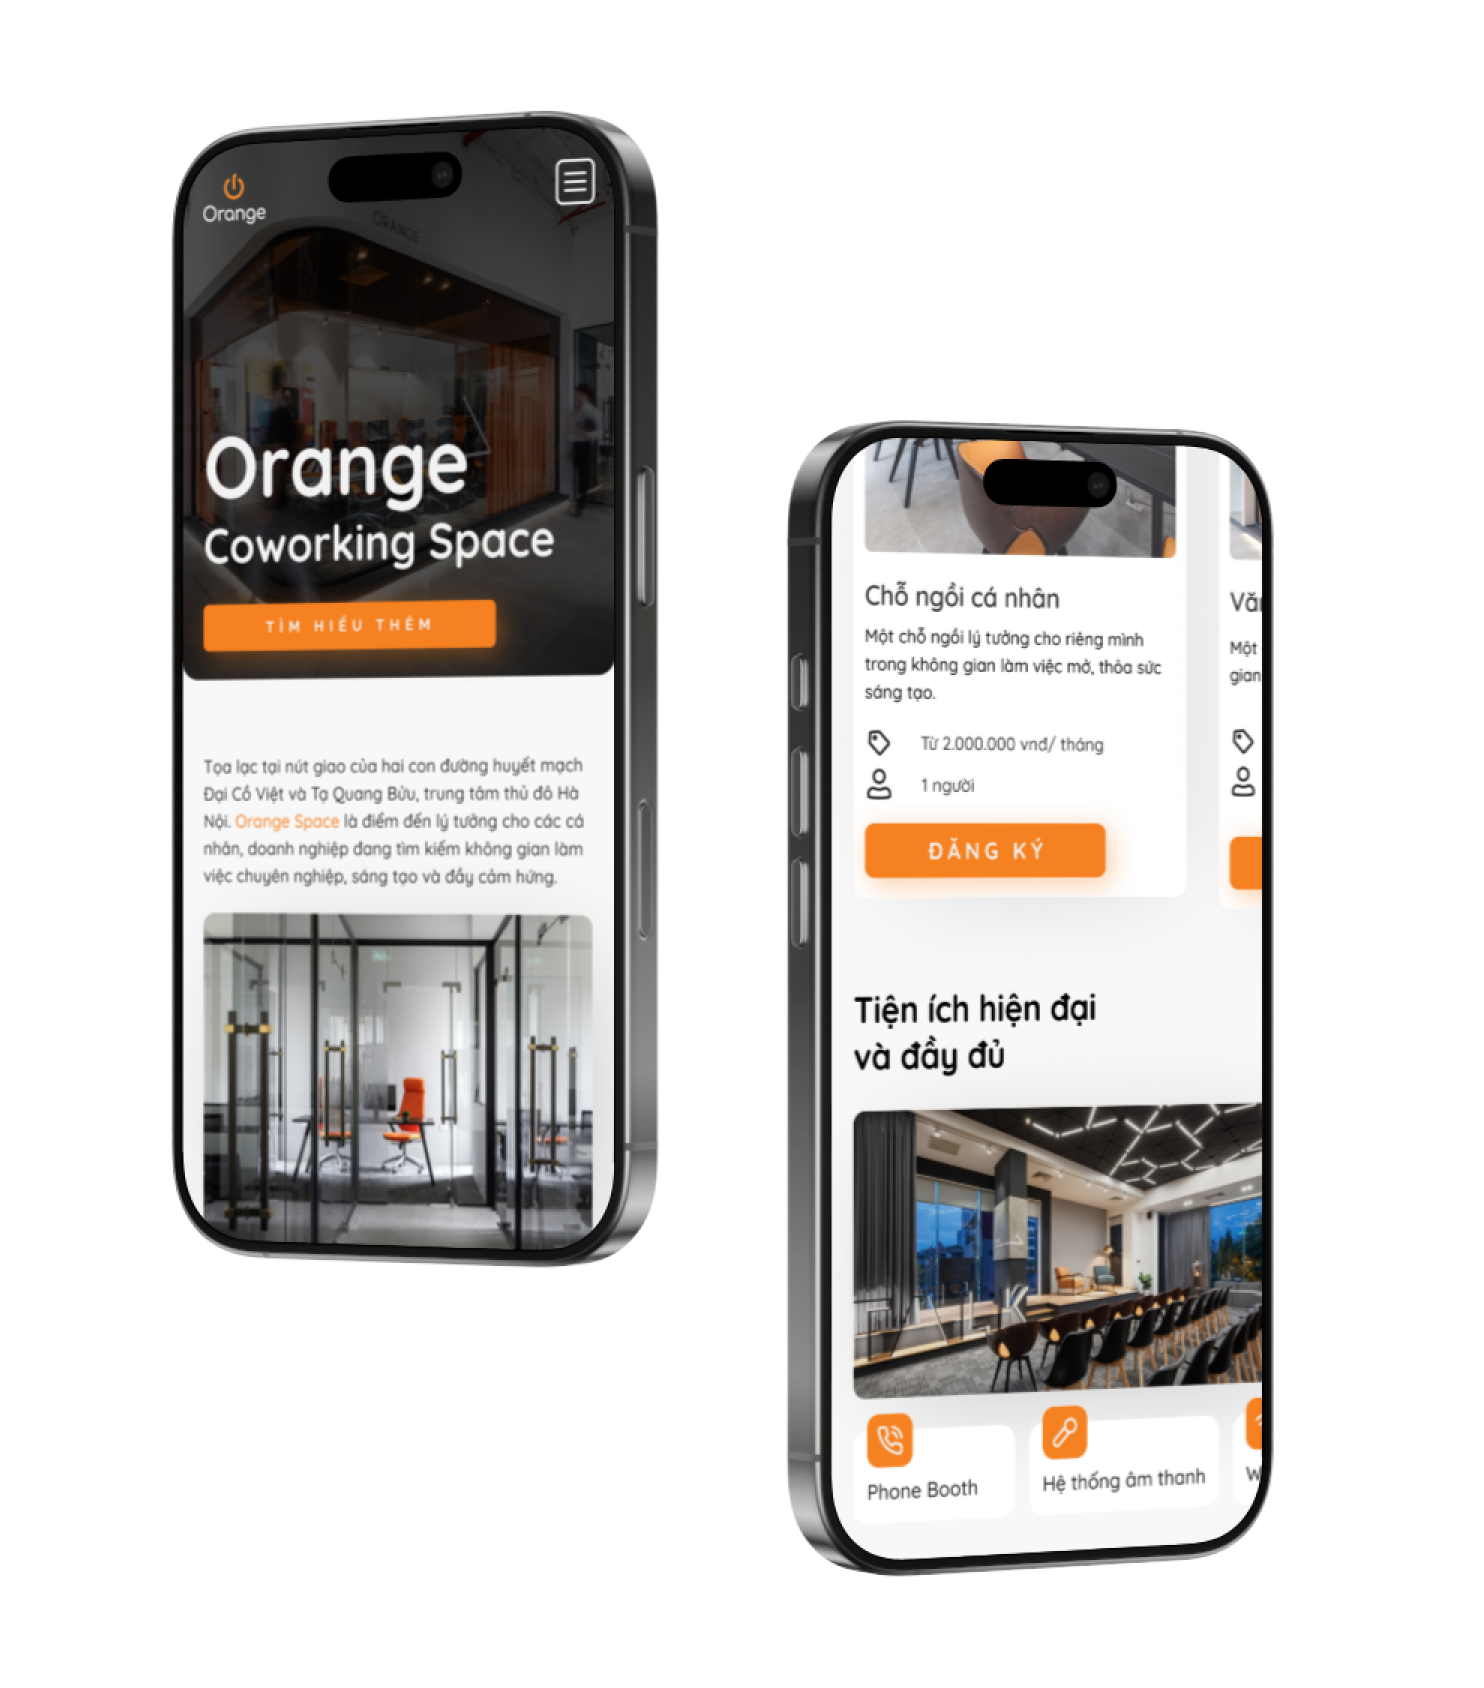 Orange
ORANGE
Orange
Coworking Space
TÌM HIỂU THÊM
Tọa lạc tại nút giao của hai con đường huyết mạch
Đại Cồ Việt và Tạ Quang Bửu, trung tâm thủ đô Hà
Nội. Orange Space là điểm đến lý tưởng cho các cá
nhân, doanh nghiệp đang tìm kiếm không gian làm
việc chuyên nghiệp, sáng tạo và đầy cảm hứng.
Chỗ ngồi cá nhân
Một chỗ ngồi lý tưởng cho riêng mình
trong không gian làm việc mở, thỏa sức
sáng tạo.
Từ 2.000.000 vnđ/ tháng
1 người
ĐĂNG KÝ
Một
gian
Tiện ích hiện đại
và đầy đủ
Phone Booth
Hệ thống âm thanh